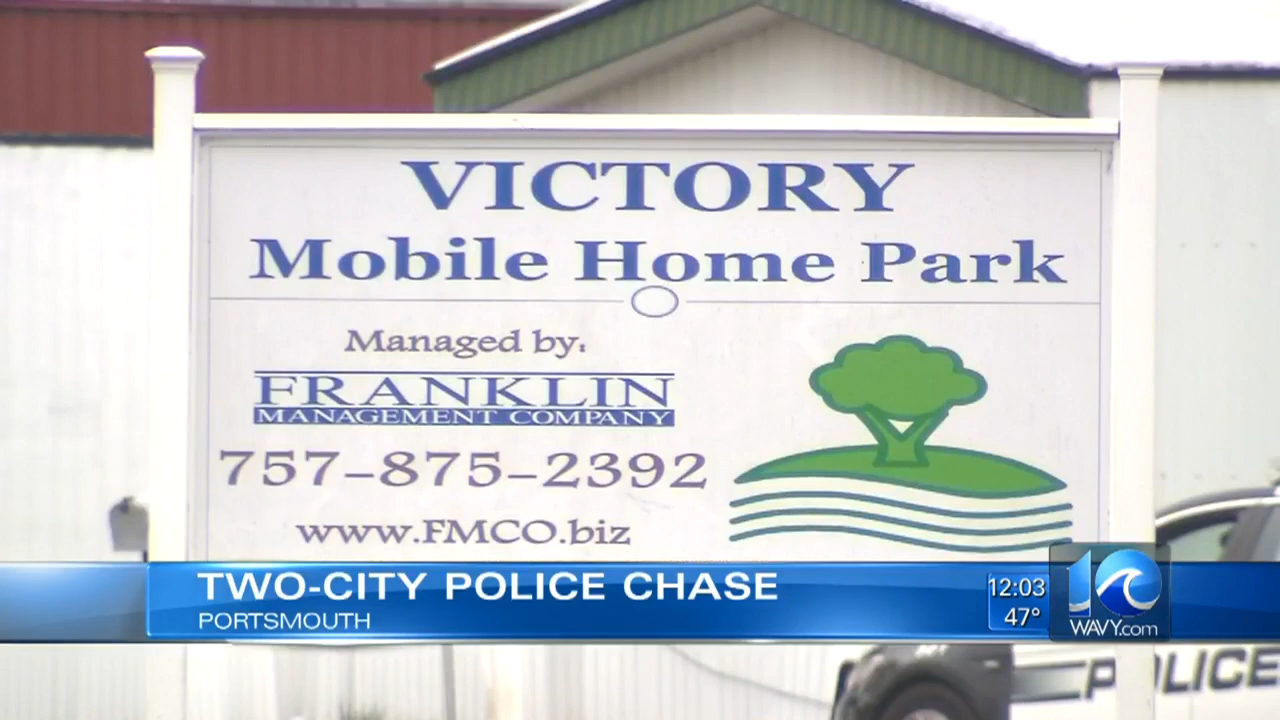 VICTORY
Mobile Home Park
Managed by:
FRANKLIN
MANAGEMENT COMPANY
757-875-2392
www.FMCO.biz
TWO-CITY POLICE CHASE
PORTSMOUTH
12:03
47°
10
WAVY.com
POLICE